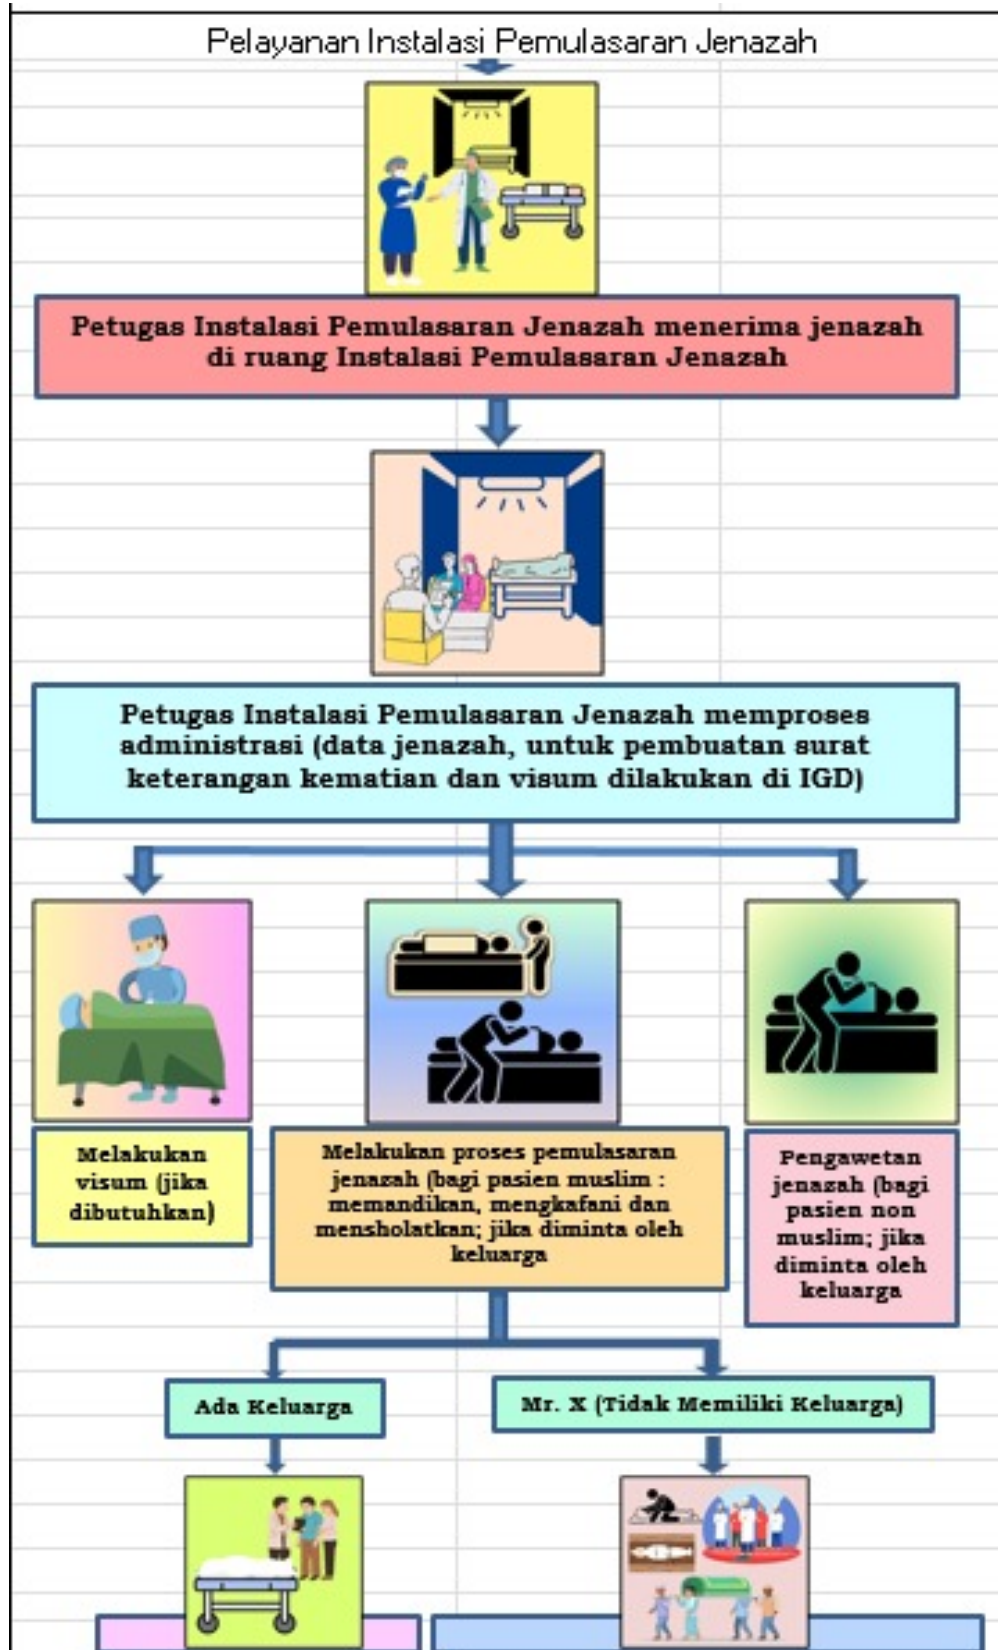 Pelayanan Instalasi Pemulasaran Jenazah
Petugas Instalasi Pemulasaran Jenazah menerima jenazah
di ruang Instalasi Pemulasaran Jenazah
Petugas Instalasi Pemulasaran Jenazah memproses
administrasi (data jenazah, untuk pembuatan surat
keterangan kematian dan visum dilakukan di IGD)
Melakukan
visum (jika
dibutuhkan)
Melakukan proses pemulasaran
jenazah (bagi pasien muslim :
memandikan, mengkafani dan
mensholatkan; jika diminta oleh
keluarga
Pengawetan
jenazah (bagi
pasien non
muslim; jika
diminta oleh
keluarga
Ada Keluarga
Mr. X (Tidak Memiliki Keluarga)